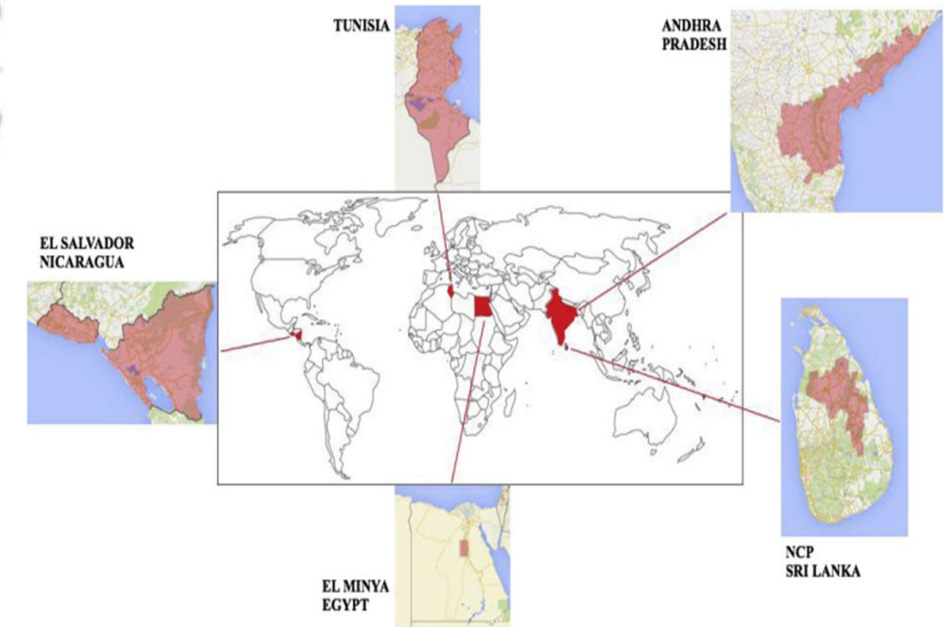 TUNISIA
ANDHRA
PRADESH
EL SALVADOR
NICARAGUA
NCP
SRI LANKA
EL MINYA
EGYPT